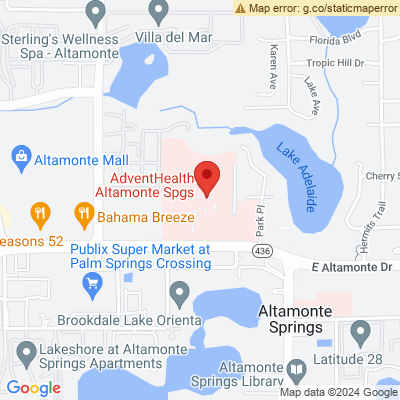 Map error: g.co/staticmaperror
Sterling's Wellness
Spa - Altamonte
Villa del Mar
Florida Blvd
Tropic Hill Dr
Karen Ave
Lake Ave
Altamonte Mall
AdventHealth
Altamonte Spgs
Lake Adelaide
Cherry S
Bahama Breeze
Park Pl
Hermits Trail
easons 52
Publix Super Market at
Palm Springs Crossing
436
E Altamonte Dr
Brookdale Lake Orienta
Altamonte
Springs
Lakeshore at Altamonte
Springs Apartments
Altamonte
Springs Library
Latitude 28
Google
Map data ©2024 Google